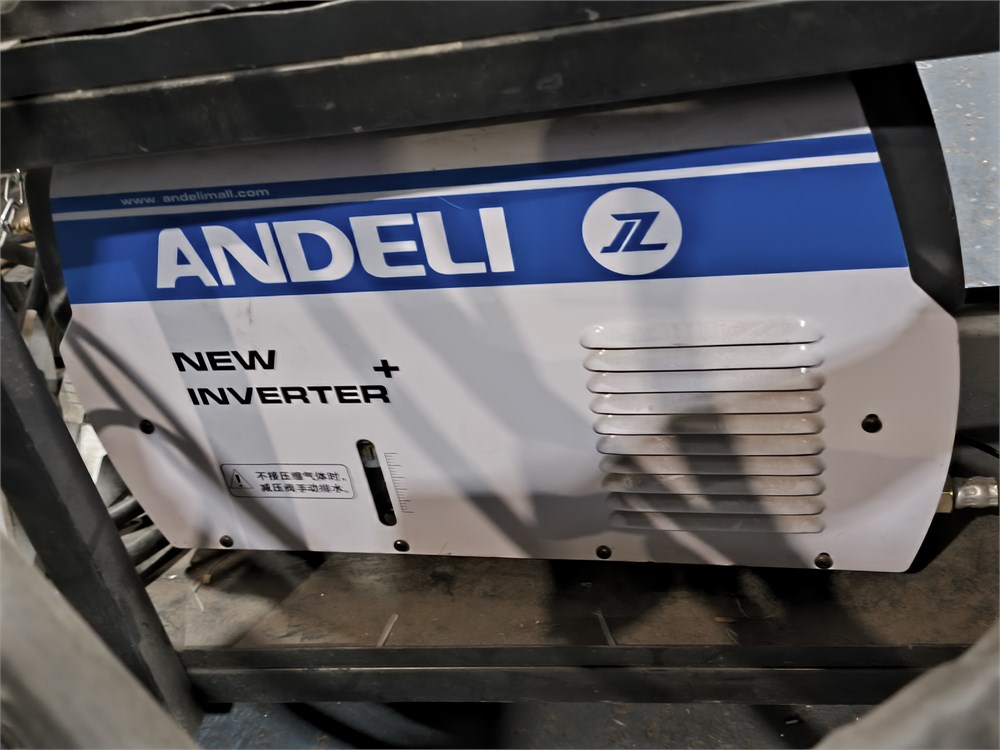 www.andelimall.com
ANDELI JL
NEW
INVERTER+
不接压缩气体时，
减压阀手动排水。